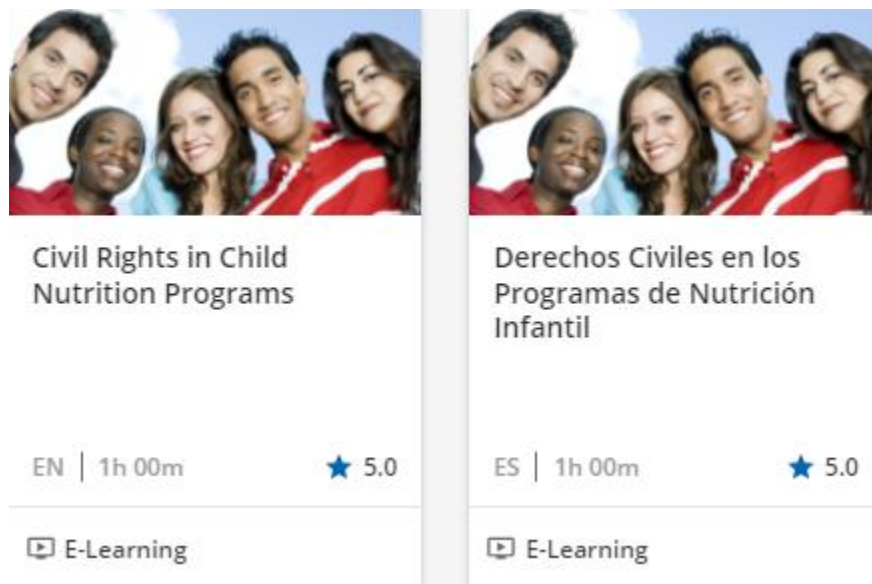 Civil Rights in Child
Nutrition Programs
EN | 1h 00m
5.0
E-Learning
Derechos Civiles en los
Programas de Nutrición
Infantil
ES | 1h 00m
5.0
E-Learning